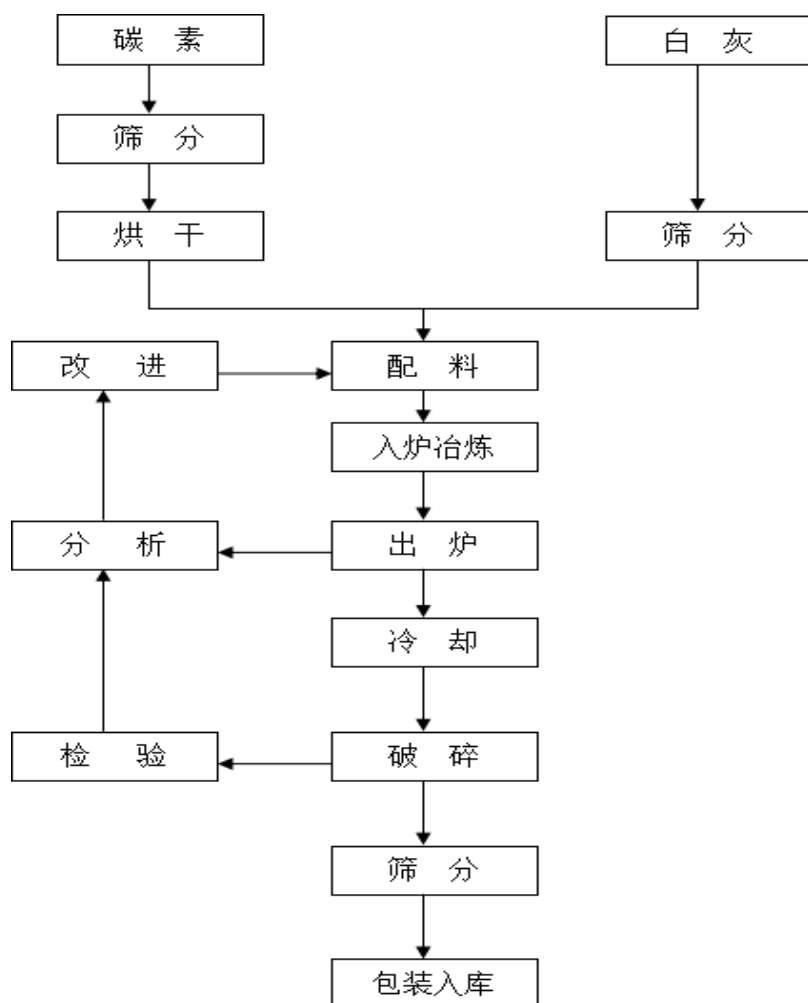 碳 素
白 灰
筛 分
烘 干
筛 分
改 进
配 料
入炉冶炼
分 析
出 炉
冷 却
检 验
破 碎
筛 分
包装入库